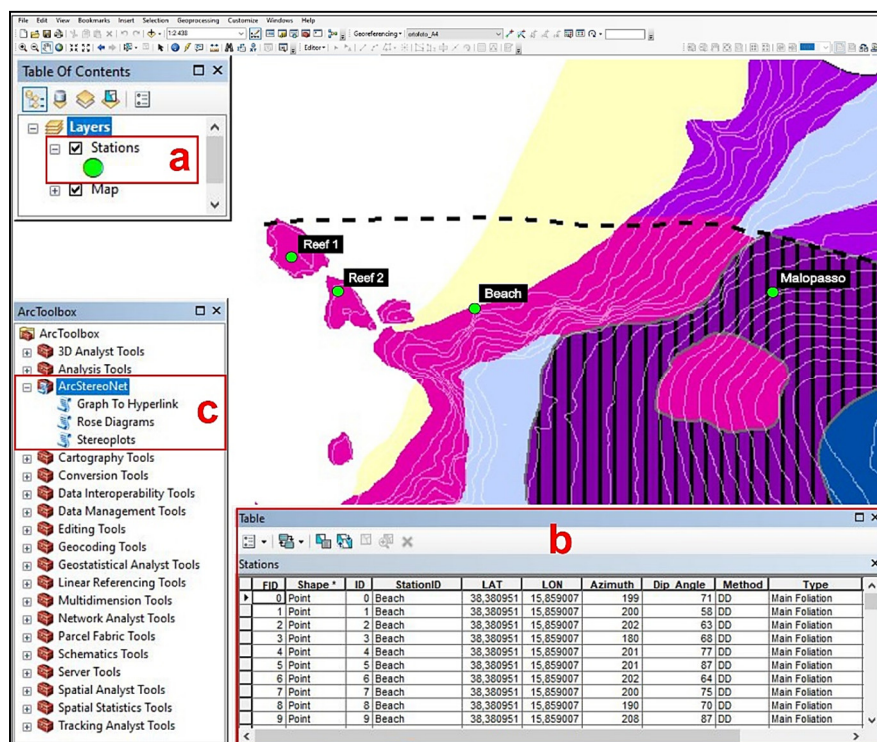 File Edit View Bookmarks Insert Selection Geoprocessing Customize Windows Help
1:2.430 Georeferencing ortofoto_A4
Editor
Table Of Contents
Layers
Stations
a
Map
Reef 1
Reef 2
Beach
Malopasso
ArcToolbox
ArcToolbox
3D Analyst Tools
Analysis Tools
ArcStereoNet
Graph To Hyperlink
Rose Diagrams
Stereoplots
c
Cartography Tools
Conversion Tools
Data Interoperability Tools
Data Management Tools
Editing Tools
Geocoding Tools
Geostatistical Analyst Tools
Linear Referencing Tools
Multidimension Tools
Network Analyst Tools
Parcel Fabric Tools
Schematics Tools
Server Tools
Spatial Analyst Tools
Spatial Statistics Tools
Tracking Analyst Tools
Table
b
Stations
FID Shape * ID StationID LAT LON Azimuth Dip_Angle Method Type
0 Point 0 Beach 38,380951 15,859007 199 71 DD Main Foliation
1 Point 1 Beach 38,380951 15,859007 200 58 DD Main Foliation
2 Point 2 Beach 38,380951 15,859007 202 63 DD Main Foliation
3 Point 3 Beach 38,380951 15,859007 180 68 DD Main Foliation
4 Point 4 Beach 38,380951 15,859007 201 77 DD Main Foliation
5 Point 5 Beach 38,380951 15,859007 201 87 DD Main Foliation
6 Point 6 Beach 38,380951 15,859007 202 64 DD Main Foliation
7 Point 7 Beach 38,380951 15,859007 200 75 DD Main Foliation
8 Point 8 Beach 38,380951 15,859007 190 70 DD Main Foliation
9 Point 9 Beach 38,380951 15,859007 208 87 DD Main Foliation